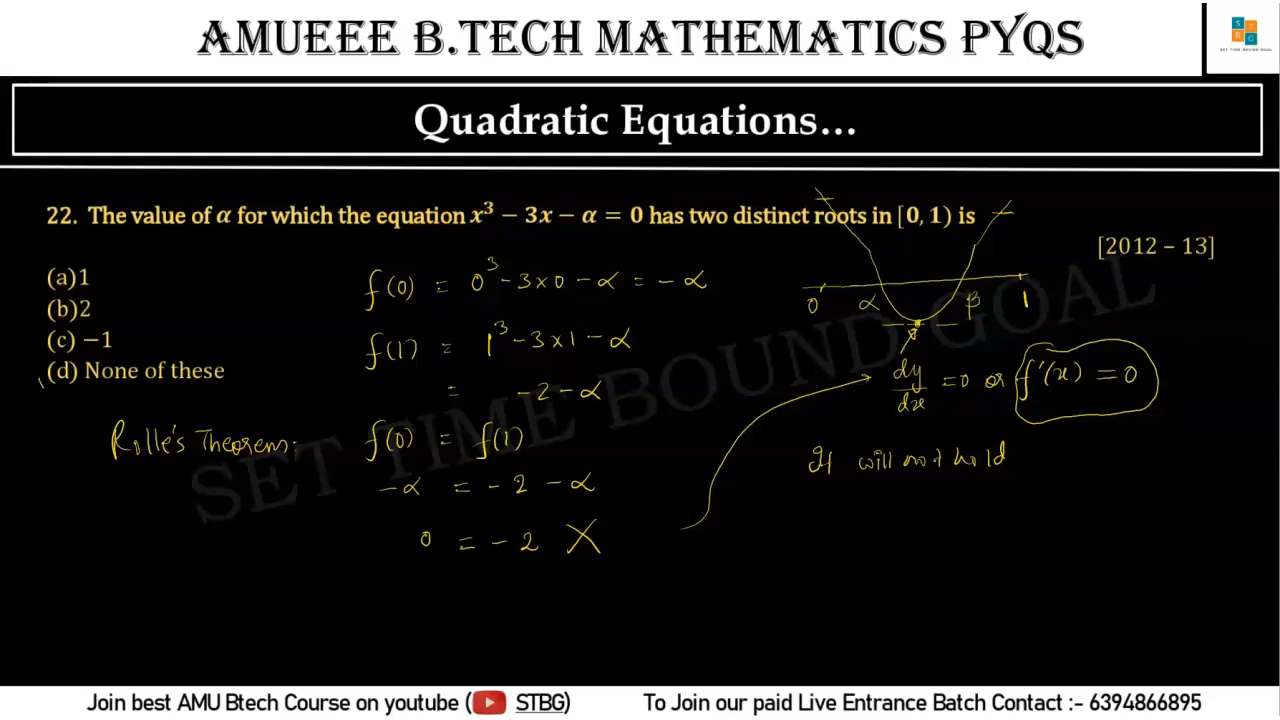 AMUEEE B.TECH MATHEMATICS PYQS
S T B G
SET TIME BOUND GOAL
Quadratic Equations...
22. The value of α for which the equation x³ − 3x − α = 0 has two distinct roots in [0, 1) is
[2012 – 13]
(a) 1
(b) 2
(c) −1
(d) None of these
f(0) = 0³ - 3×0 - α = - α
f(1) = 1³ - 3×1 - α
= -2 - α
Rolle's Theorem: f(0) = f(1)
-α = -2 - α
0 = -2 X
0 α β 1
dy/dx = 0 or f'(x) = 0
It will not hold
SET TIME BOUND GOAL
Join best AMU Btech Course on youtube ( STBG)
To Join our paid Live Entrance Batch Contact :- 6394866895